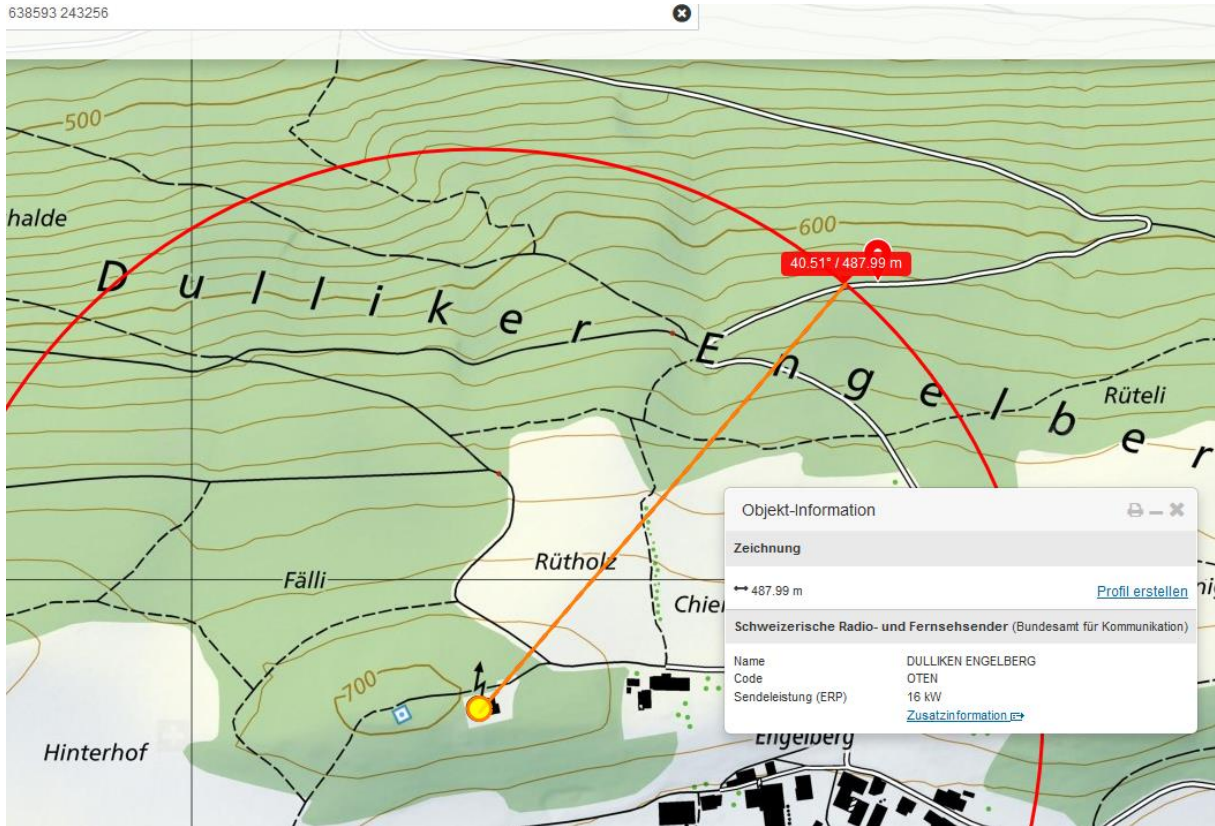 638593 243256
500
halde
600
40.51° / 487.99 m
Dulliker Engelber
Rüteli
Rütholz
Fälli
Chie
Objekt-Information
Zeichnung
487.99 m Profil erstellen
Schweizerische Radio- und Fernsehsender (Bundesamt für Kommunikation)
Name DULLIKEN ENGELBERG
Code OTEN
Sendeleistung (ERP) 16 kW
Zusatzinformation
700
Hinterhof
Engelberg